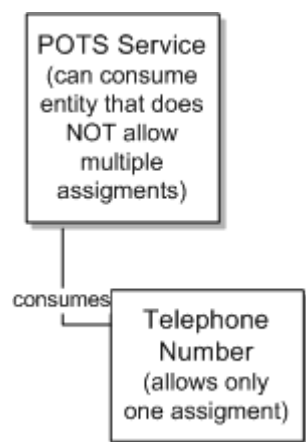 POTS Service
(can consume
entity that does
NOT allow
multiple
assigments)
consumes
Telephone
Number
(allows only
one assigment)